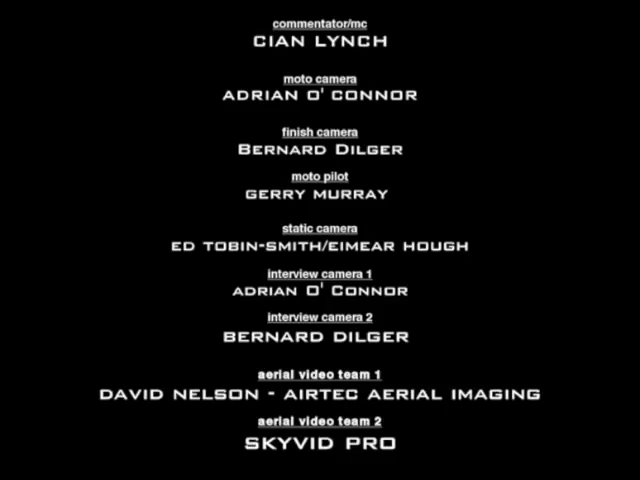 commentator/mc
CIAN LYNCH
moto camera
ADRIAN O' CONNOR
finish camera
BERNARD DILGER
moto pilot
GERRY MURRAY
static camera
ED TOBIN-SMITH/EIMEAR HOUGH
interview camera 1
ADRIAN O' CONNOR
interview camera 2
BERNARD DILGER
aerial video team 1
DAVID NELSON - AIRTEC AERIAL IMAGING
aerial video team 2
SKYVID PRO